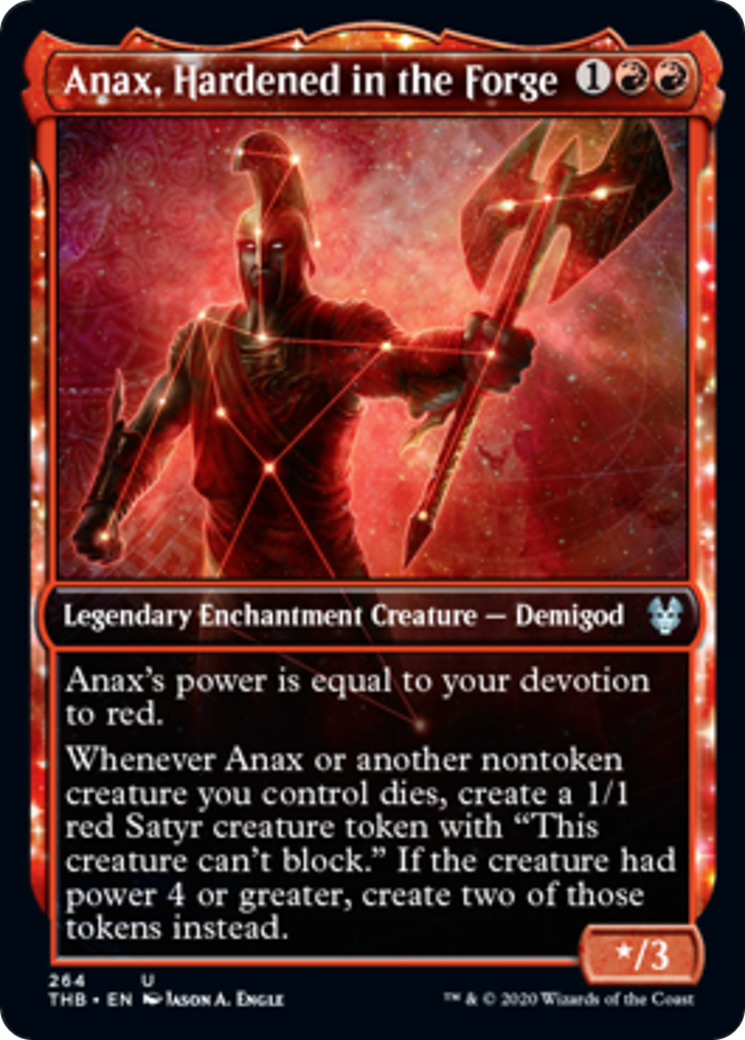 Anax, Hardened in the Forge 1
Legendary Enchantment Creature — Demigod
Anax's power is equal to your devotion
to red.
Whenever Anax or another nontoken
creature you control dies, create a 1/1
red Satyr creature token with “This
creature can't block.” If the creature had
power 4 or greater, create two of those
tokens instead.
★/3
264 U
THB • EN Jason A. Engle ™ & © 2020 Wizards of the Coast